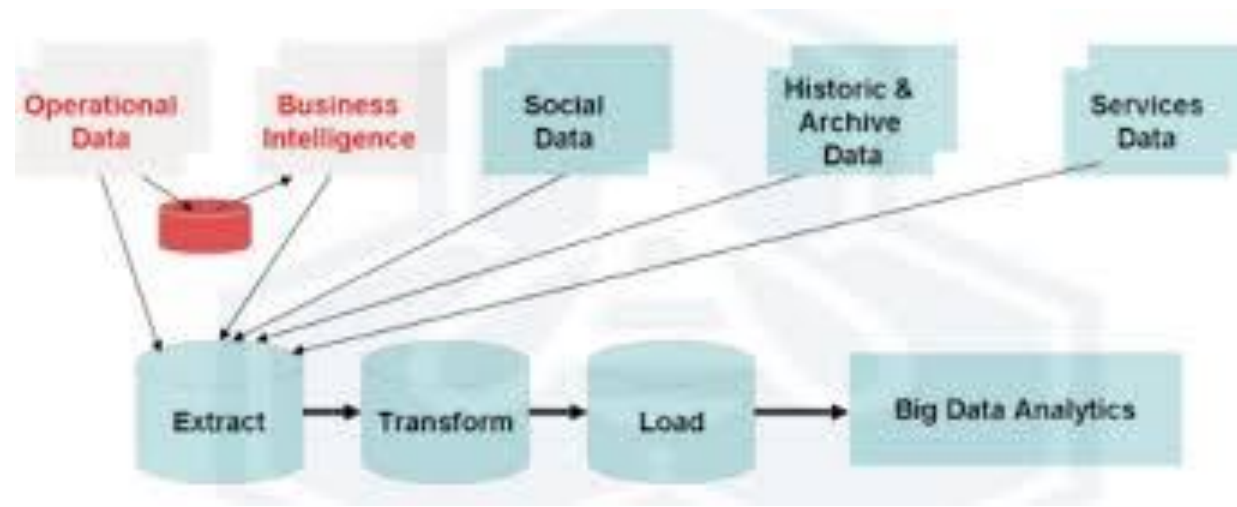 Operational
Data
Business
Intelligence
Social
Data
Historic &
Archive
Data
Services
Data
Extract
Transform
Load
Big Data Analytics